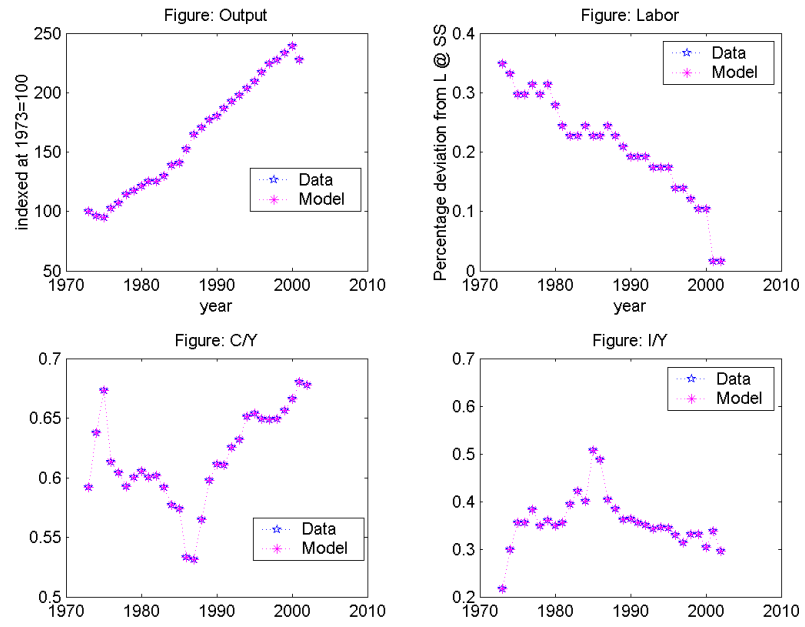 Figure: Output
250
200
150
100
50
1970
1980
1990
2000
2010
year
indexed at 1973=100
Data
Model
Figure: Labor
0.4
0.3
0.2
0.1
0
1970
1980
1990
2000
2010
year
Percentage deviation from L @ SS
Data
Model
Figure: C/Y
0.7
0.65
0.6
0.55
0.5
1970
1980
1990
2000
2010
Data
Model
Figure: I/Y
0.7
0.6
0.5
0.4
0.3
0.2
1970
1980
1990
2000
2010
Data
Model